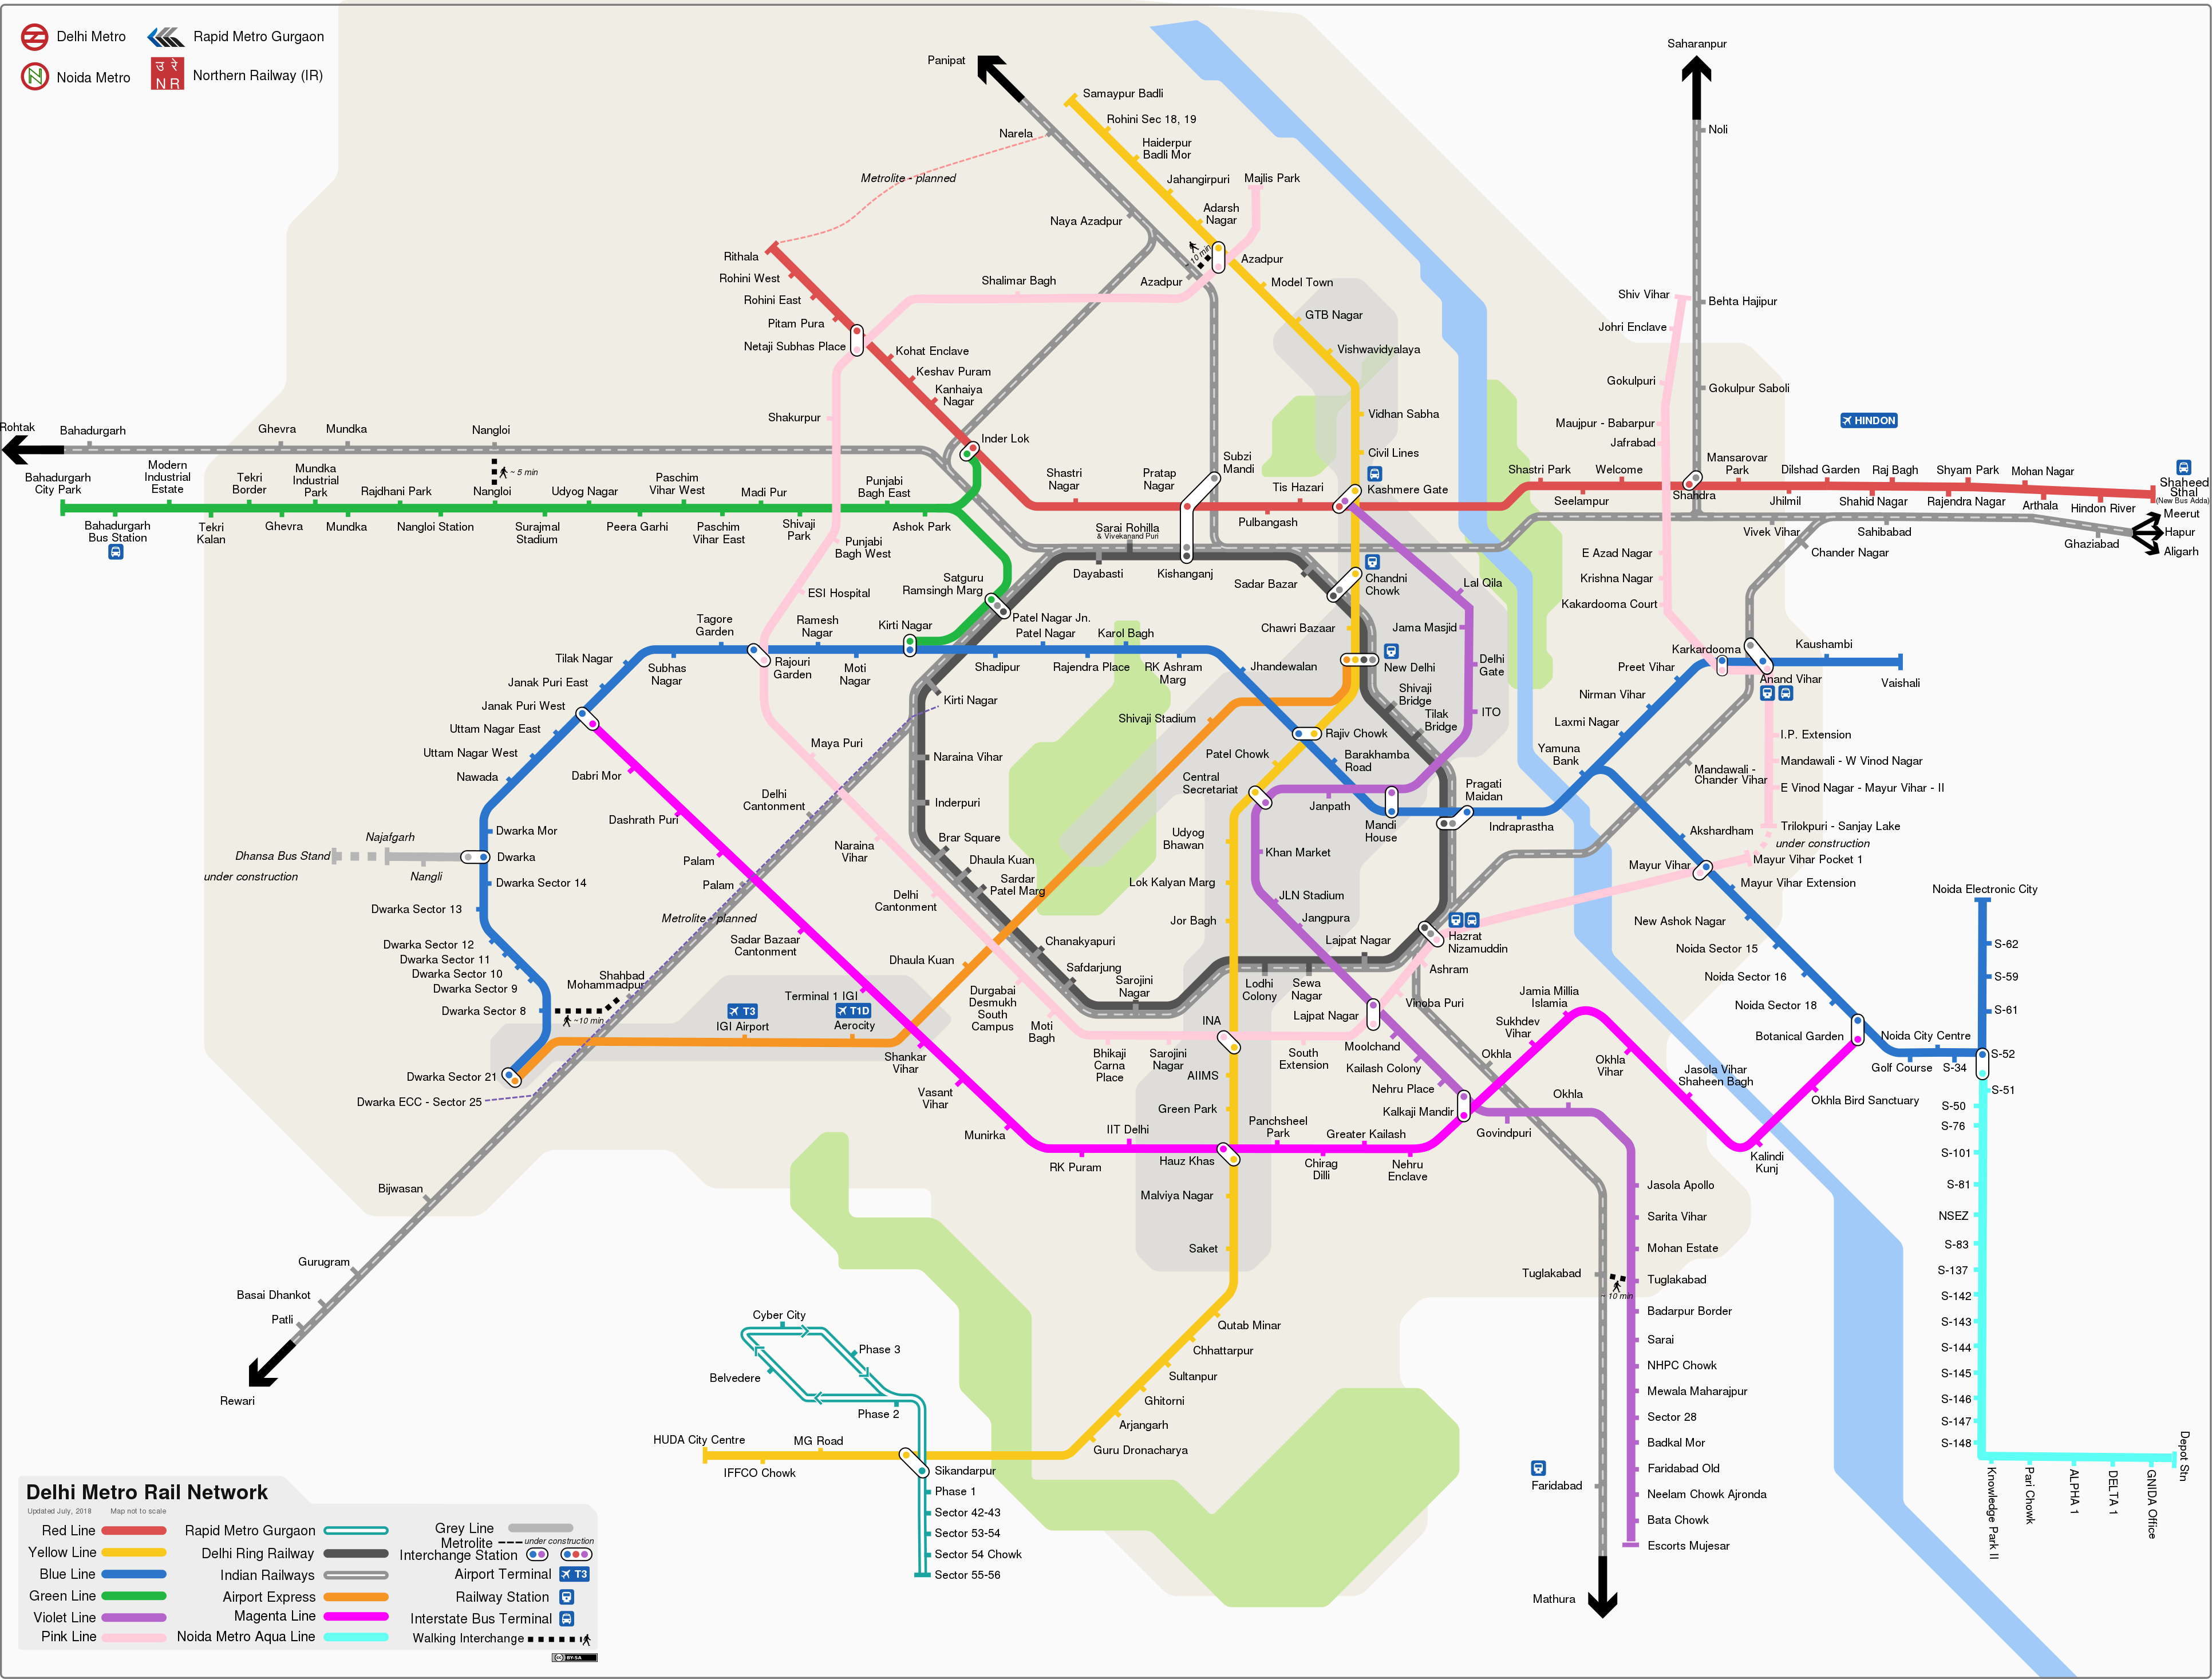 Delhi Metro
Rapid Metro Gurgaon
Noida Metro
उ रे
N R
Northern Railway (IR)
Panipat
Saharanpur
Samaypur Badli
Rohini Sec 18, 19
Haiderpur
Badli Mor
Jahangirpuri
Majlis Park
Adarsh
Nagar
Narela
Metrolite - planned
Naya Azadpur
~10 min
Azadpur
Azadpur
Model Town
GTB Nagar
Vishwavidyalaya
Vidhan Sabha
Civil Lines
Kashmere Gate
Noli
Shiv Vihar
Behta Hajipur
Johri Enclave
Gokulpuri
Gokulpur Saboli
Maujpur - Babarpur
Jafrabad
HINDON
Rithala
Rohini West
Rohini East
Pitam Pura
Netaji Subhas Place
Shalimar Bagh
Kohat Enclave
Keshav Puram
Kanhaiya
Nagar
Shakurpur
Inder Lok
Rohtak
Bahadurgarh
Ghevra
Mundka
Nangloi
~ 5 min
Bahadurgarh
City Park
Modern
Industrial
Estate
Tekri
Border
Mundka
Industrial
Park
Rajdhani Park
Nangloi
Udyog Nagar
Paschim
Vihar West
Madi Pur
Punjabi
Bagh East
Bahadurgarh
Bus Station
Tekri
Kalan
Ghevra
Mundka
Nangloi Station
Surajmal
Stadium
Peera Garhi
Paschim
Vihar East
Shivaji
Park
Punjabi
Bagh West
Ashok Park
Shastri
Nagar
Pratap
Nagar
Subzi
Mandi
Tis Hazari
Pulbangash
Sarai Rohilla
& Vivekanand Puri
Dayabasti
Kishanganj
Sadar Bazar
Chandni
Chowk
Shastri Park
Seelampur
Welcome
Shahdra
Mansarovar
Park
Jhilmil
Dilshad Garden
Shahid Nagar
Raj Bagh
Rajendra Nagar
Shyam Park
Mohan Nagar
Arthala
Hindon River
Shaheed
Sthal
(New Bus Adda)
Meerut
Hapur
Aligarh
Ghaziabad
Sahibabad
Vivek Vihar
Chander Nagar
E Azad Nagar
Krishna Nagar
Kakardooma Court
Karkardooma
Kaushambi
Anand Vihar
Vaishali
Preet Vihar
Nirman Vihar
Laxmi Nagar
Yamuna
Bank
I.P. Extension
Mandawali - W Vinod Nagar
Mandawali -
Chander Vihar
E Vinod Nagar - Mayur Vihar - II
Trilokpuri - Sanjay Lake
under construction
Mayur Vihar Pocket 1
Akshardham
Mayur Vihar
Mayur Vihar Extension
New Ashok Nagar
Noida Sector 15
Noida Sector 16
Noida Sector 18
Botanical Garden
Noida City Centre
Golf Course
S-34
Noida Electronic City
S-62
S-59
S-61
S-52
S-51
S-50
S-76
S-101
S-81
NSEZ
S-83
S-137
S-142
S-143
S-144
S-145
S-146
S-147
S-148
Knowledge Park II
Pari Chowk
ALPHA 1
DELTA 1
GNIDA Office
Depot Stn
ESI Hospital
Satguru
Ramsingh Marg
Patel Nagar Jn.
Kirti Nagar
Tagore
Garden
Ramesh
Nagar
Tilak Nagar
Subhas
Nagar
Rajouri
Garden
Moti
Nagar
Shadipur
Patel Nagar
Rajendra Place
Karol Bagh
RK Ashram
Marg
Jhandewalan
Kirti Nagar
Janak Puri East
Janak Puri West
Uttam Nagar East
Uttam Nagar West
Nawada
Dwarka Mor
Najafgarh
Dhansa Bus Stand
under construction
Nangli
Dwarka
Dwarka Sector 14
Dwarka Sector 13
Dwarka Sector 12
Dwarka Sector 11
Dwarka Sector 10
Dwarka Sector 9
Dwarka Sector 8
~10 min
Shahbad
Mohammadpur
Dwarka Sector 21
Dwarka ECC - Sector 25
Dabri Mor
Dashrath Puri
Palam
Palam
Metrolite - planned
Sadar Bazaar
Cantonment
Terminal 1 IGI
T3
IGI Airport
T1D
Aerocity
Shankar
Vihar
Vasant
Vihar
Munirka
RK Puram
IIT Delhi
Hauz Khas
Panchsheel
Park
Chirag
Dilli
Greater Kailash
Nehru
Enclave
Maya Puri
Delhi
Cantonment
Naraina
Vihar
Delhi
Cantonment
Dhaula Kuan
Durgabai
Desmukh
South
Campus
Moti
Bagh
Bhikaji
Carna
Place
Sarojini
Nagar
INA
South
Extension
Naraina Vihar
Inderpuri
Brar Square
Dhaula Kuan
Sardar
Patel Marg
Chanakyapuri
Safdarjung
Sarojini
Nagar
Lodhi
Colony
Sewa
Nagar
Lajpat Nagar
Chawri Bazaar
New Delhi
Shivaji Stadium
Rajiv Chowk
Patel Chowk
Central
Secretariat
Udyog
Bhawan
Lok Kalyan Marg
Jor Bagh
AIIMS
Green Park
Malviya Nagar
Saket
Qutab Minar
Chhattarpur
Sultanpur
Ghitorni
Arjangarh
Guru Dronacharya
Lal Qila
Jama Masjid
Delhi
Gate
ITO
Shivaji
Bridge
Tilak
Bridge
Barakhamba
Road
Janpath
Mandi
House
Pragati
Maidan
Indraprastha
Khan Market
JLN Stadium
Jangpura
Hazrat
Nizamuddin
Ashram
Vinoba Puri
Lajpat Nagar
Moolchand
Kailash Colony
Nehru Place
Kalkaji Mandir
Okhla
Govindpuri
Okhla
Jamia Millia
Islamia
Sukhdev
Vihar
Okhla
Vihar
Jasola Vihar
Shaheen Bagh
Kalindi
Kunj
Okhla Bird Sanctuary
Jasola Apollo
Sarita Vihar
Mohan Estate
Tuglakabad
Tuglakabad
~ 10 min
Badarpur Border
Sarai
NHPC Chowk
Mewala Maharajpur
Sector 28
Badkal Mor
Faridabad Old
Neelam Chowk Ajronda
Bata Chowk
Escorts Mujesar
Faridabad
Mathura
Bijwasan
Gurugram
Basai Dhankot
Patli
Rewari
Cyber City
Phase 3
Belvedere
Phase 2
HUDA City Centre
MG Road
IFFCO Chowk
Sikandarpur
Phase 1
Sector 42-43
Sector 53-54
Sector 54 Chowk
Sector 55-56
Delhi Metro Rail Network
Updated July, 2018
Map not to scale
Red Line
Yellow Line
Blue Line
Green Line
Violet Line
Pink Line
Rapid Metro Gurgaon
Delhi Ring Railway
Indian Railways
Airport Express
Magenta Line
Noida Metro Aqua Line
Grey Line
Metrolite
under construction
Interchange Station
Airport Terminal
T3
Railway Station
Interstate Bus Terminal
Walking Interchange
cc BY-SA